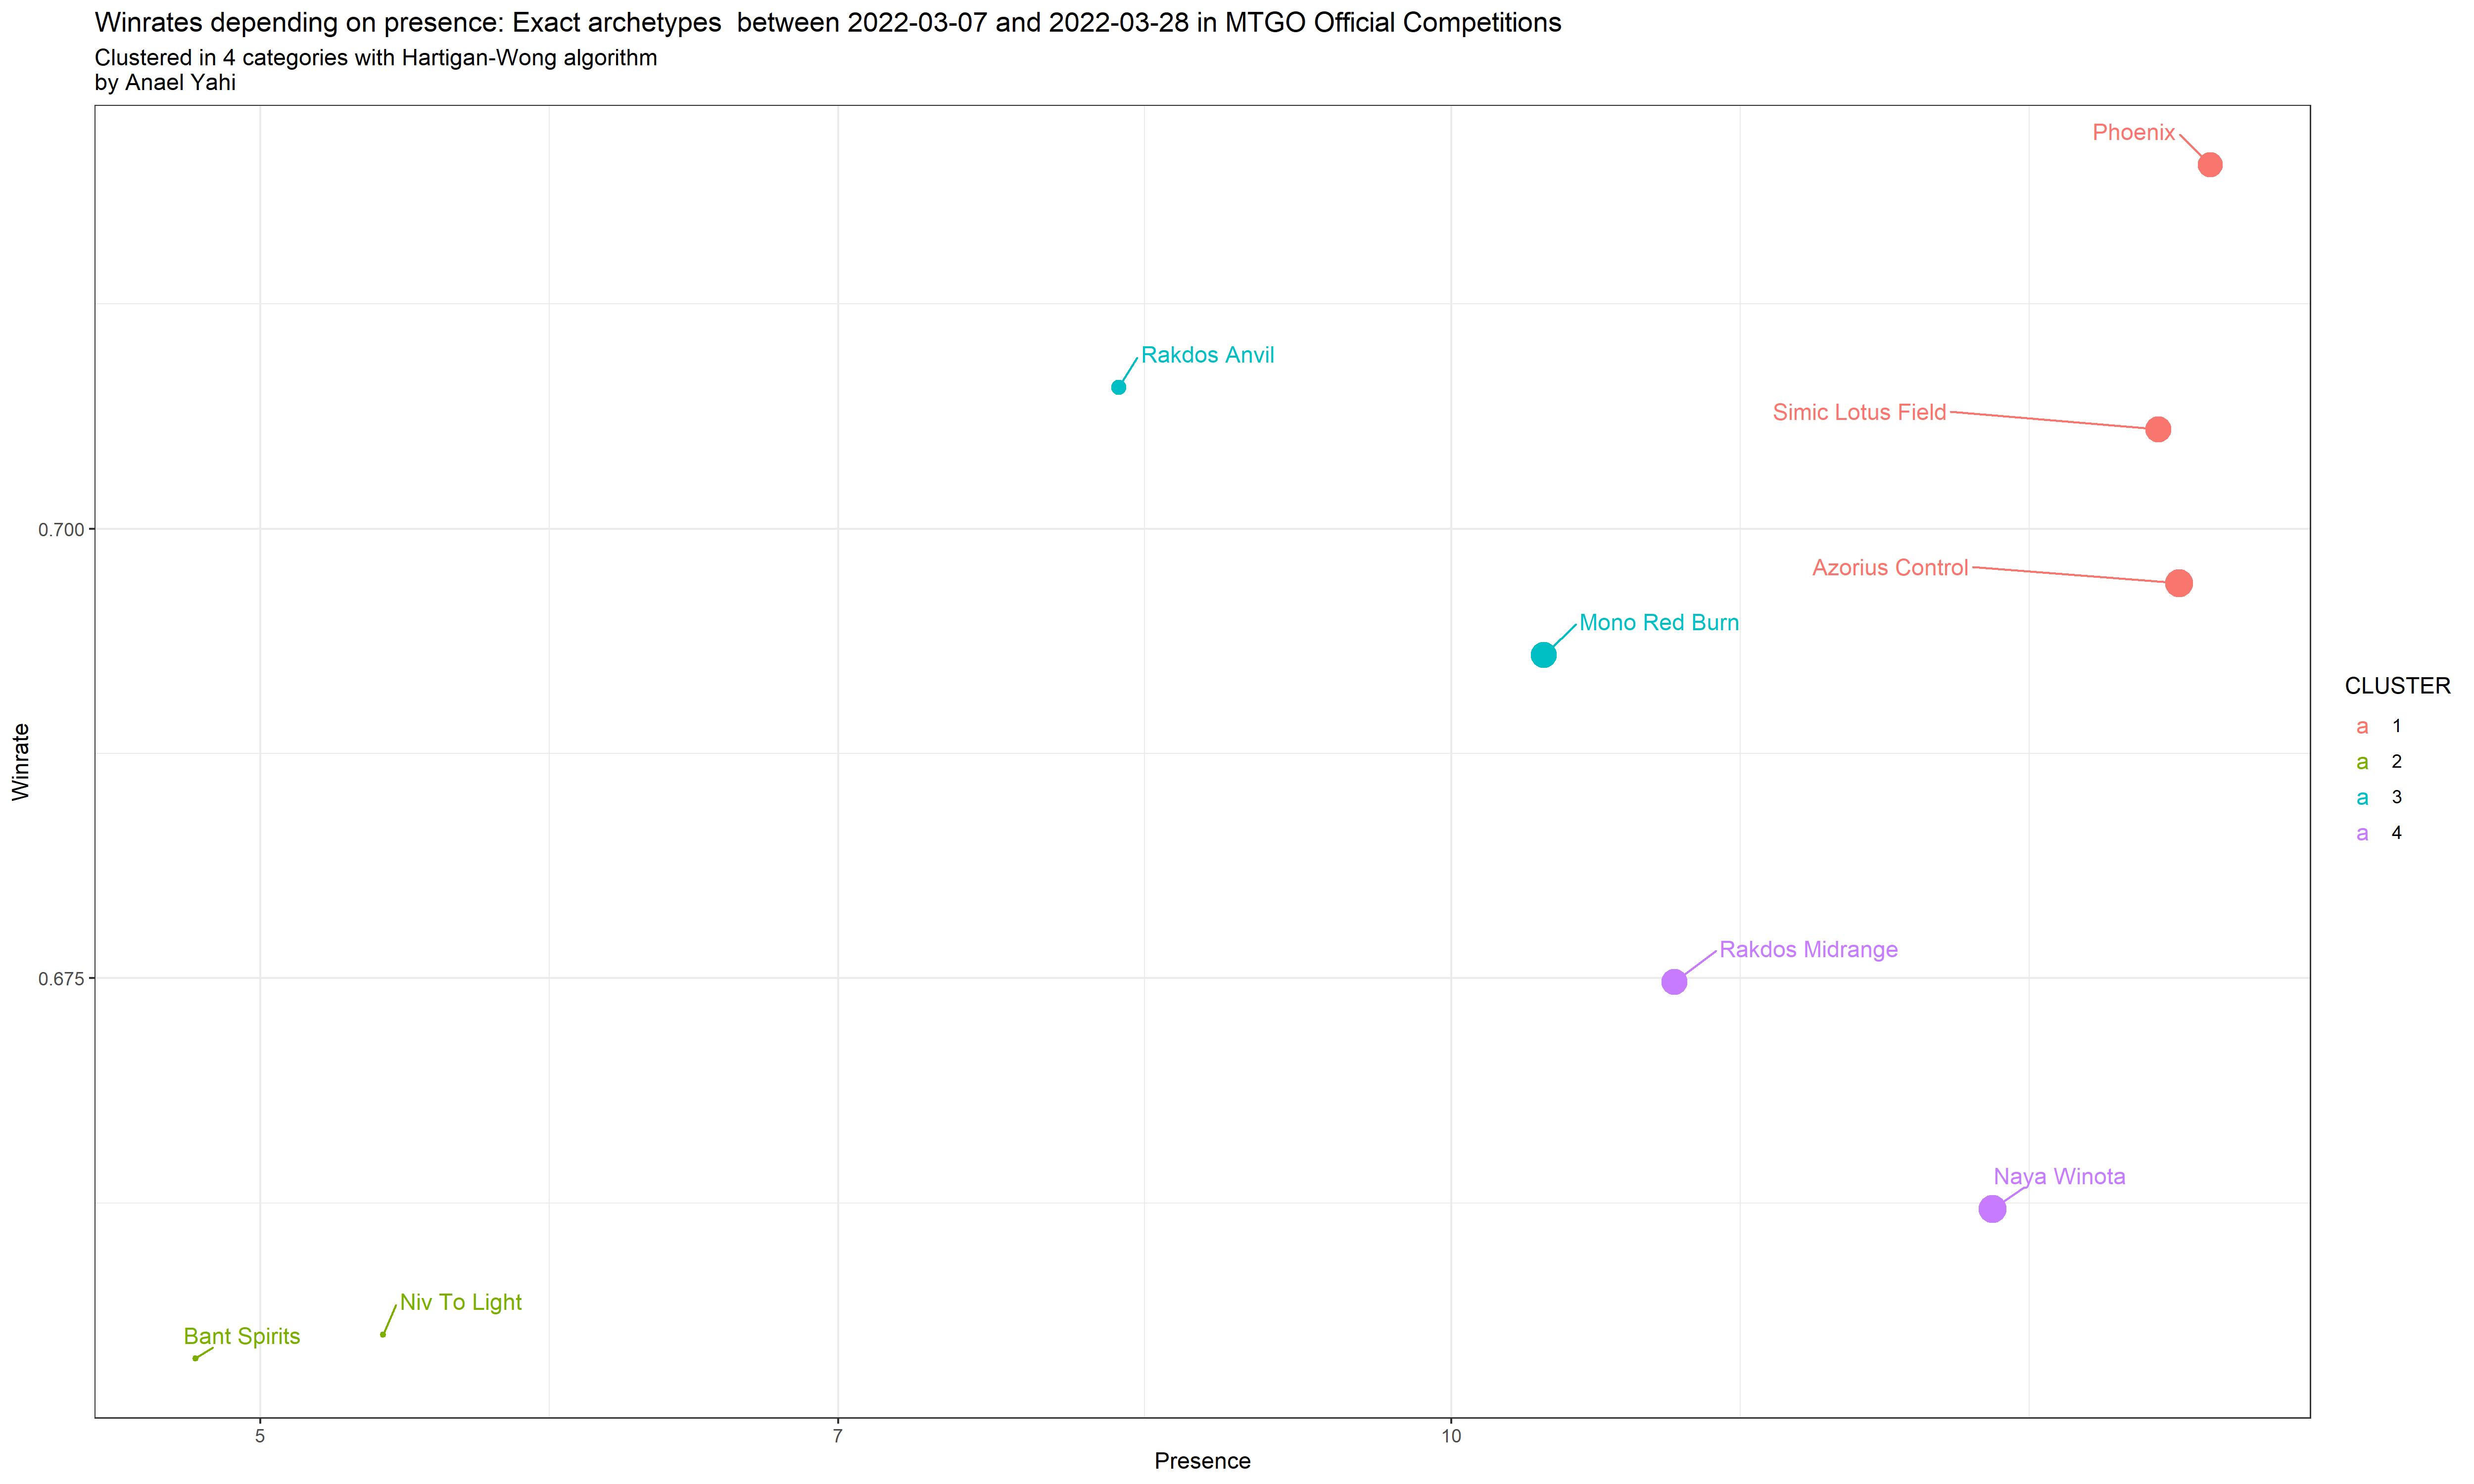 Winrates depending on presence: Exact archetypes  between 2022-03-07 and 2022-03-28 in MTGO Official Competitions
Clustered in 4 categories with Hartigan-Wong algorithm
by Anael Yahi
Phoenix
Rakdos Anvil
Simic Lotus Field
0.700
Azorius Control
Mono Red Burn
CLUSTER
a 1
a 2
a 3
a 4
Winrate
Rakdos Midrange
0.675
Naya Winota
Niv To Light
Bant Spirits
5
7
10
Presence